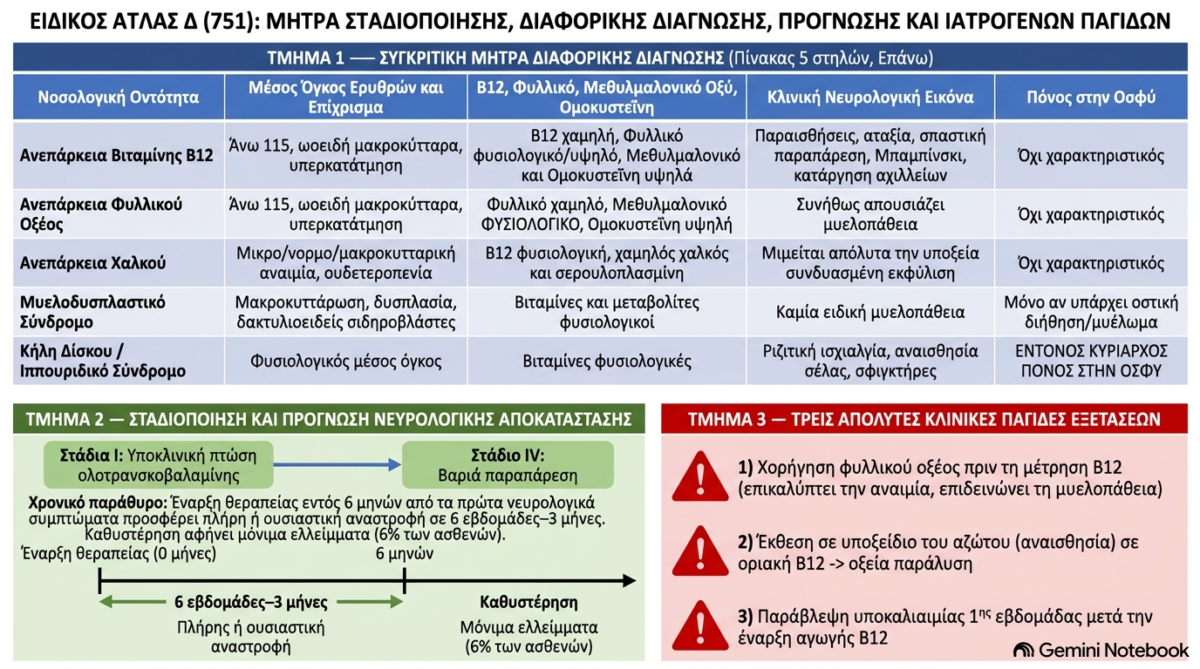 ΕΙΔΙΚΟΣ ΑΤΛΑΣ Δ (751): ΜΗΤΡΑ ΣΤΑΔΙΟΠΟΙΗΣΗΣ, ΔΙΑΦΟΡΙΚΗΣ ΔΙΑΓΝΩΣΗΣ, ΠΡΟΓΝΩΣΗΣ ΚΑΙ ΙΑΤΡΟΓΕΝΩΝ ΠΑΓΙΔΩΝ
ΤΜΗΜΑ 1 –– ΣΥΓΚΡΙΤΙΚΗ ΜΗΤΡΑ ΔΙΑΦΟΡΙΚΗΣ ΔΙΑΓΝΩΣΗΣ (Πίνακας 5 στηλών, Επάνω)
Νοσολογική Οντότητα
Μέσος Όγκος Ερυθρών και
Επίχρισμα
Β12, Φυλλικό, Μεθυλμαλονικό Οξύ,
Ομοκυστεΐνη
Κλινική Νευρολογική Εικόνα
Πόνος στην Οσφύ
Ανεπάρκεια Βιταμίνης Β12
Άνω 115, ωοειδή μακροκύτταρα,
υπερκατάτμηση
Β12 χαμηλή, Φυλλικό
φυσιολογικό/υψηλό, Μεθυλμαλονικό
και Ομοκυστεΐνη υψηλά
Παραισθήσεις, αταξία, σπαστική
παραπάρεση, Μπαμπίνσκι,
κατάργηση αχιλλείων
Όχι χαρακτηριστικός
Ανεπάρκεια Φυλλικού
Οξέος
Άνω 115, ωοειδή μακροκύτταρα,
υπερκατάτμηση
Φυλλικό χαμηλό, Μεθυλμαλονικό
ΦΥΣΙΟΛΟΓΙΚΟ, Ομοκυστεΐνη υψηλή
Συνήθως απουσιάζει
μυελοπάθεια
Όχι χαρακτηριστικός
Ανεπάρκεια Χαλκού
Μικρο/νορμο/μακροκυτταρική
αναιμία, ουδετεροπενία
Β12 φυσιολογική, χαμηλός χαλκός
και σερουλοπλασμίνη
Μιμείται απόλυτα την υποξεία
συνδυασμένη εκφύλιση
Όχι χαρακτηριστικός
Μυελοδυσπλαστικό
Σύνδρομο
Μακροκυττάρωση, δυσπλασία,
δακτυλιοειδείς σιδηροβλάστες
Βιταμίνες και μεταβολίτες
φυσιολογικοί
Καμία ειδική μυελοπάθεια
Μόνο αν υπάρχει οστική
διήθηση/μυέλωμα
Κήλη Δίσκου /
Ιππουριδικό Σύνδρομο
Φυσιολογικός μέσος όγκος
Βιταμίνες φυσιολογικές
Ριζιτική ισχιαλγία, αναισθησία
σέλας, σφιγκτήρες
ΕΝΤΟΝΟΣ ΚΥΡΙΑΡΧΟΣ
ΠΟΝΟΣ ΣΤΗΝ ΟΣΦΥ
ΤΜΗΜΑ 2 — ΣΤΑΔΙΟΠΟΙΗΣΗ ΚΑΙ ΠΡΟΓΝΩΣΗ ΝΕΥΡΟΛΟΓΙΚΗΣ ΑΠΟΚΑΤΑΣΤΑΣΗΣ
Στάδια Ι: Υποκλινική πτώση
ολοτρανσκοβαλαμίνης
Στάδιο IV:
Βαριά παραπάρεση
Χρονικό παράθυρο: Έναρξη θεραπείας εντός 6 μηνών από τα πρώτα νευρολογικά
συμπτώματα προσφέρει πλήρη ή ουσιαστική αναστροφή σε 6 εβδομάδες–3 μήνες.
Καθυστέρηση αφήνει μόνιμα ελλείμματα (6% των ασθενών).
Έναρξη θεραπείας (0 μήνες)
6 μηνών
6 εβδομάδες–3 μήνες
Πλήρης ή ουσιαστική
αναστροφή
Καθυστέρηση
Μόνιμα ελλείμματα
(6% των ασθενών)
ΤΜΗΜΑ 3 — ΤΡΕΙΣ ΑΠΟΛΥΤΕΣ ΚΛΙΝΙΚΕΣ ΠΑΓΙΔΕΣ ΕΞΕΤΑΣΕΩΝ
1) Χορήγηση φυλλικού οξέος πριν τη μέτρηση Β12
(επικαλύπτει την αναιμία, επιδεινώνει τη μυελοπάθεια)
2) Έκθεση σε υποξείδιο του αζώτου (αναισθησία) σε
οριακή Β12 -> οξεία παράλυση
3) Παράβλεψη υποκαλιαιμίας 1ης εβδομάδας μετά την
έναρξη αγωγής Β12
Gemini Notebook